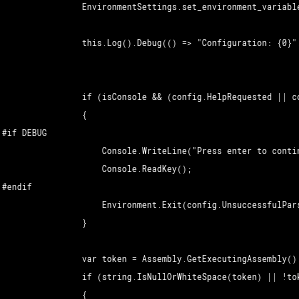 EnvironmentSettings.set_environment_variable
this.Log().Debug(() => "Configuration: {0}"
if (isConsole && (config.HelpRequested || co
{
#if DEBUG
Console.WriteLine("Press enter to contin
Console.ReadKey();
#endif
Environment.Exit(config.UnsuccessfulPars
}
var token = Assembly.GetExecutingAssembly()
if (string.IsNullOrWhiteSpace(token) || !tok
{